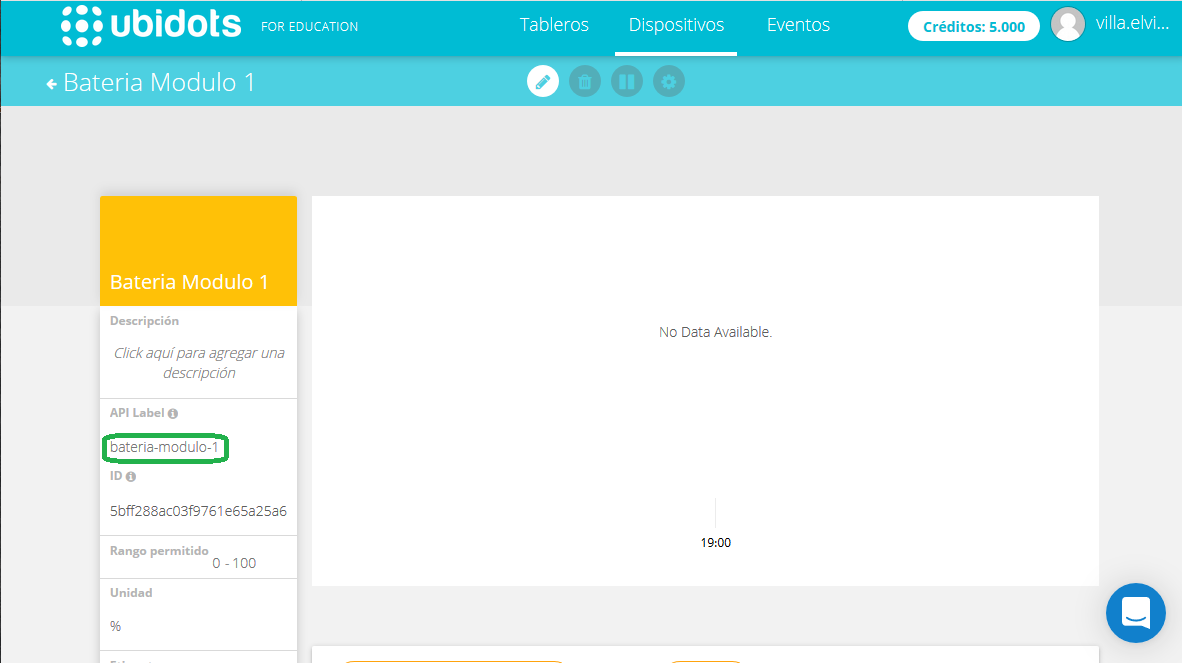 ubidots FOR EDUCATION
Tableros Dispositivos Eventos
Créditos: 5.000
villa.elvi...
Bateria Modulo 1
Bateria Modulo 1
Descripción
Click aquí para agregar una
descripción
API Label
bateria-modulo-1
ID
5bff288ac03f9761e65a25a6
Rango permitido
0 - 100
Unidad
%
No Data Available.
19:00